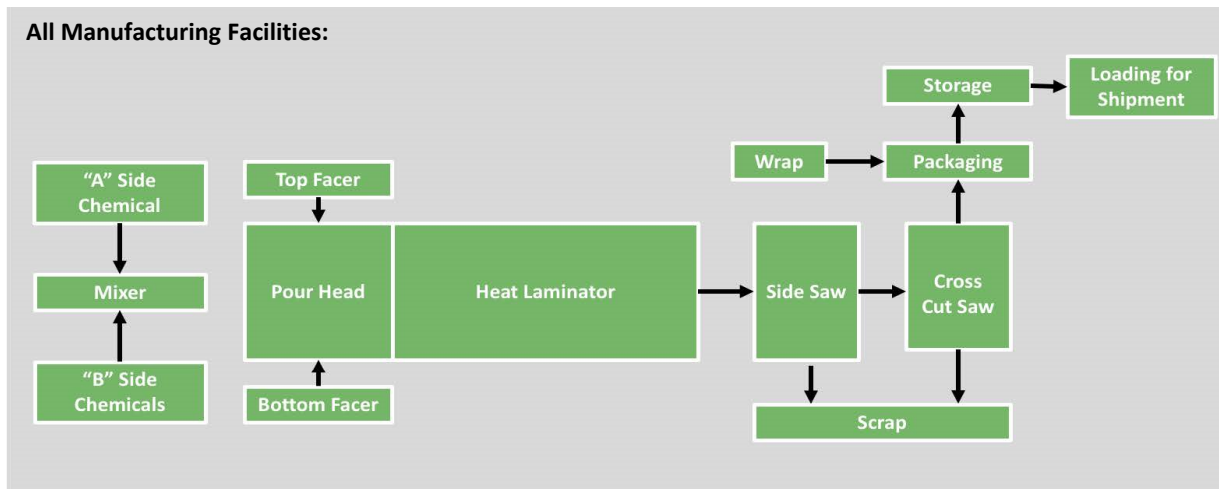 All Manufacturing Facilities:
Storage
Loading for
Shipment
Wrap
Packaging
"A" Side
Chemical
Top Facer
Mixer
Pour Head
Heat Laminator
Side Saw
Cross
Cut Saw
"B" Side
Chemicals
Bottom Facer
Scrap